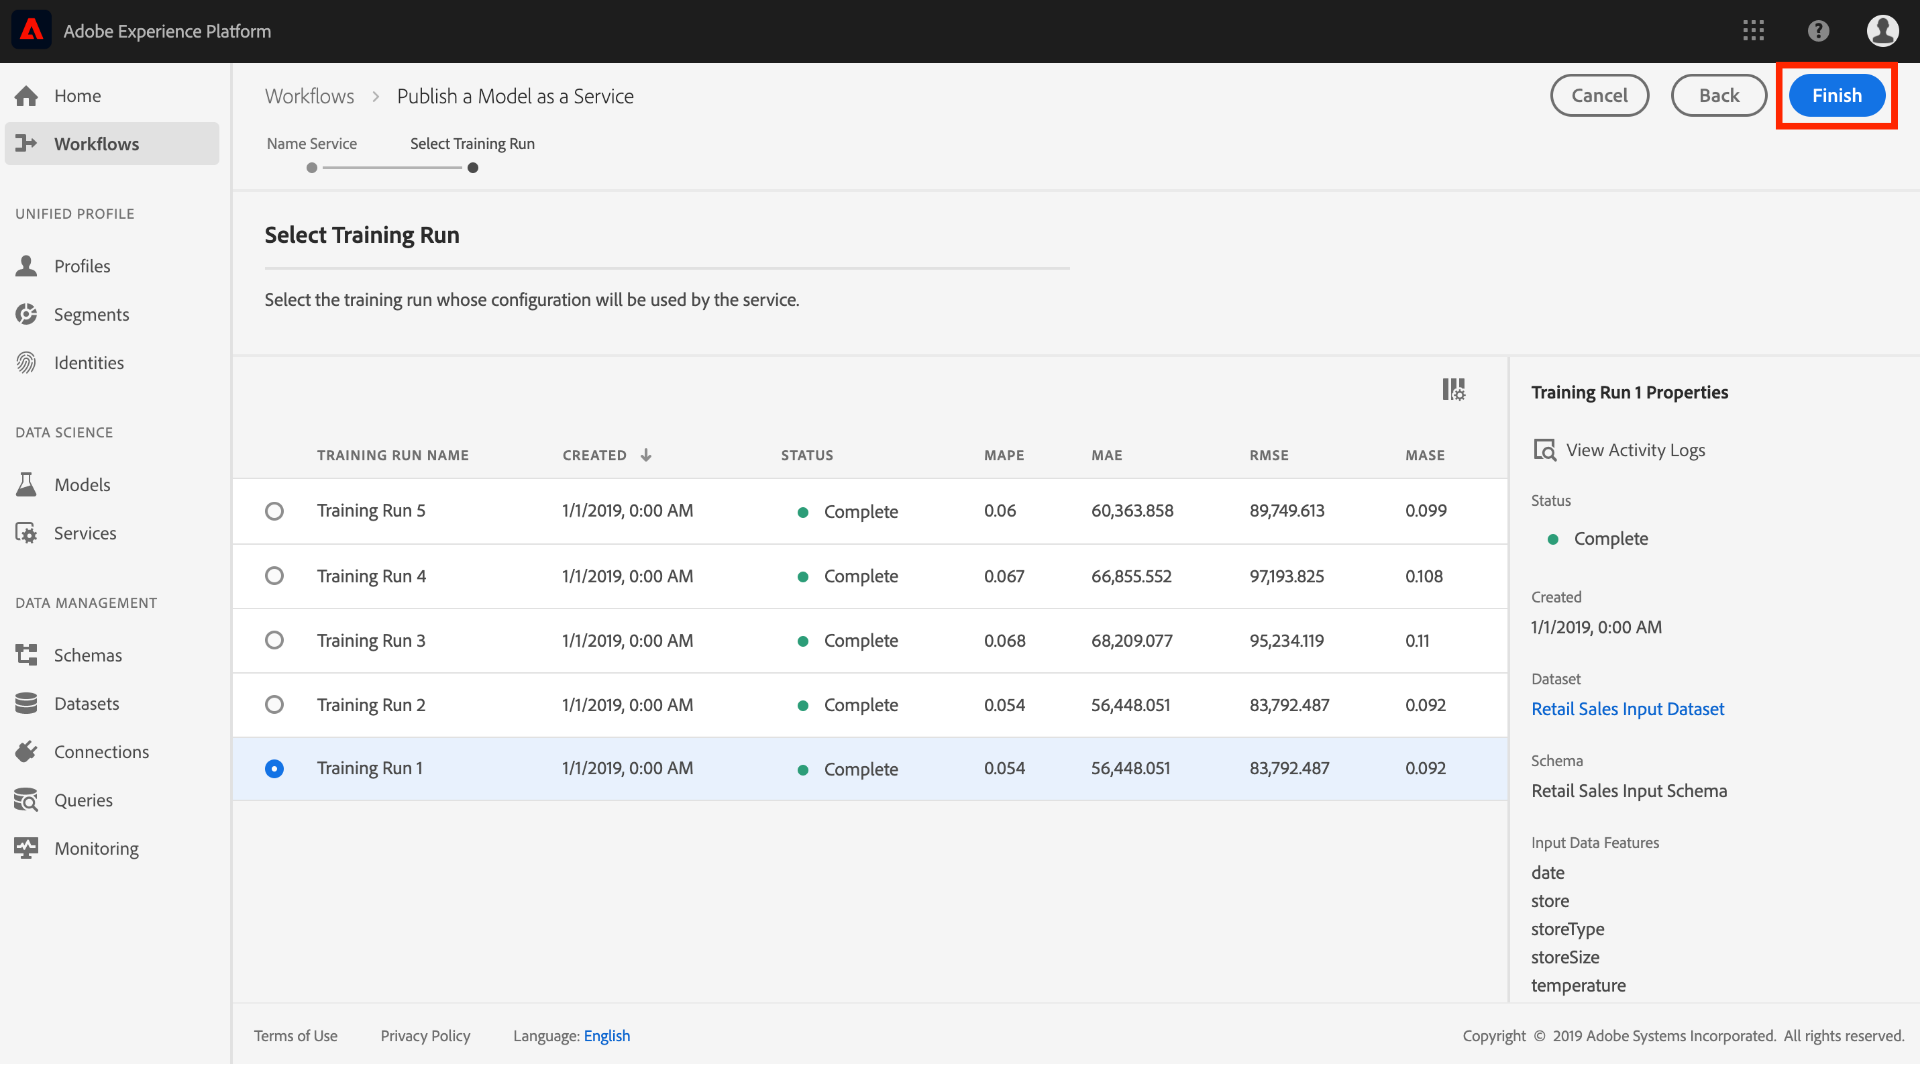 Adobe Experience Platform
Home
Workflows
UNIFIED PROFILE
Profiles
Segments
Identities
DATA SCIENCE
Models
Services
DATA MANAGEMENT
Schemas
Datasets
Connections
Queries
Monitoring
Workflows > Publish a Model as a Service
Cancel Back Finish
Name Service Select Training Run
Select Training Run
Select the training run whose configuration will be used by the service.
TRAINING RUN NAME CREATED ↓ STATUS MAPE MAE RMSE MASE
Training Run 5 1/1/2019, 0:00 AM Complete 0.06 60,363.858 89,749.613 0.099
Training Run 4 1/1/2019, 0:00 AM Complete 0.067 66,855.552 97,193.825 0.108
Training Run 3 1/1/2019, 0:00 AM Complete 0.068 68,209.077 95,234.119 0.11
Training Run 2 1/1/2019, 0:00 AM Complete 0.054 56,448.051 83,792.487 0.092
Training Run 1 1/1/2019, 0:00 AM Complete 0.054 56,448.051 83,792.487 0.092
Training Run 1 Properties
View Activity Logs
Status
Complete
Created
1/1/2019, 0:00 AM
Dataset
Retail Sales Input Dataset
Schema
Retail Sales Input Schema
Input Data Features
date
store
storeType
storeSize
temperature
Terms of Use Privacy Policy Language: English Copyright © 2019 Adobe Systems Incorporated. All rights reserved.